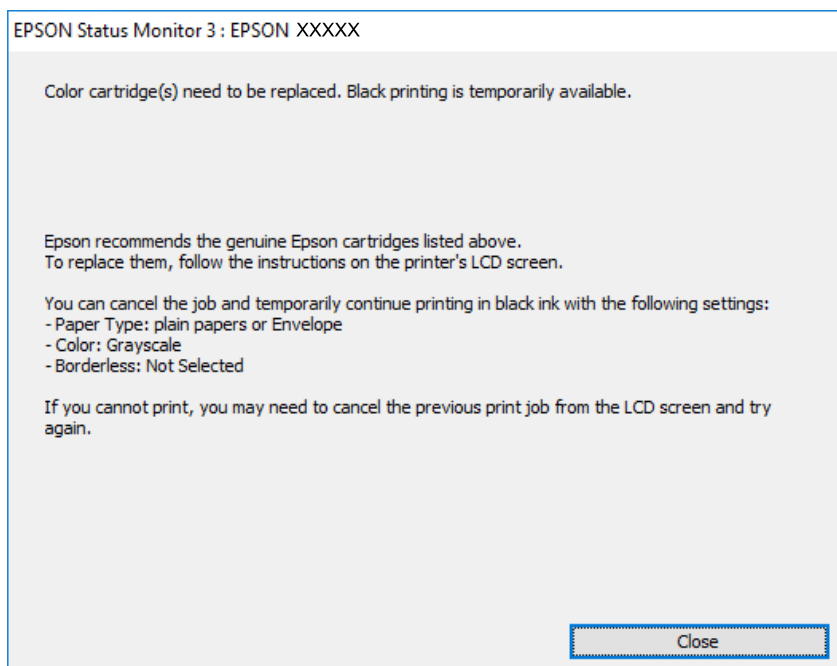 EPSON Status Monitor 3 : EPSON XXXXX
Color cartridge(s) need to be replaced. Black printing is temporarily available.
Epson recommends the genuine Epson cartridges listed above.
To replace them, follow the instructions on the printer's LCD screen.
You can cancel the job and temporarily continue printing in black ink with the following settings:
- Paper Type: plain papers or Envelope
- Color: Grayscale
- Borderless: Not Selected
If you cannot print, you may need to cancel the previous print job from the LCD screen and try
again.
Close